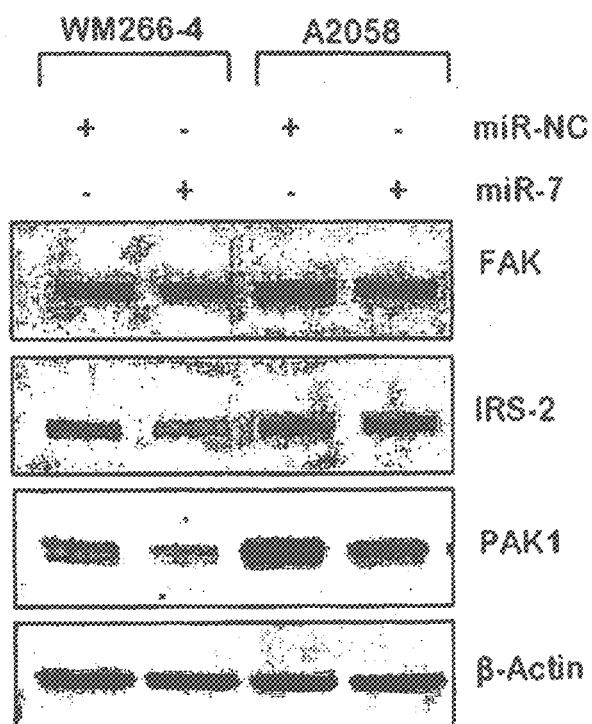 WM266-4 A2058
+ - + - miR-NC
- + - + miR-7
FAK
IRS-2
PAK1
β-Actin